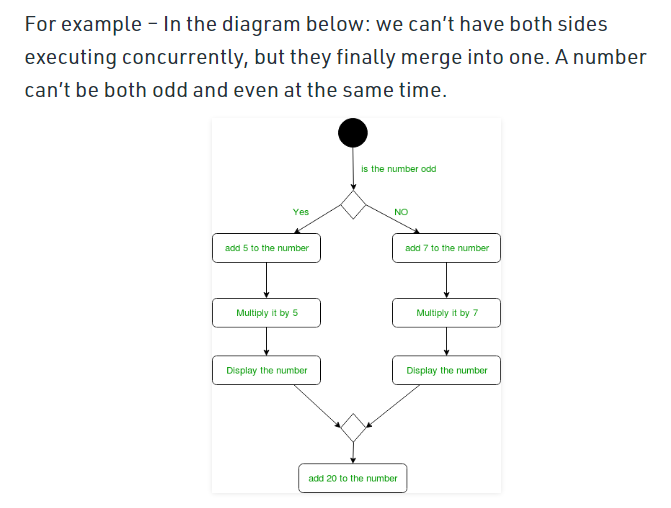 For example – In the diagram below: we can't have both sides
executing concurrently, but they finally merge into one. A number
can't be both odd and even at the same time.
is the number odd
Yes
NO
add 5 to the number
add 7 to the number
Multiply it by 5
Multiply it by 7
Display the number
Display the number
add 20 to the number